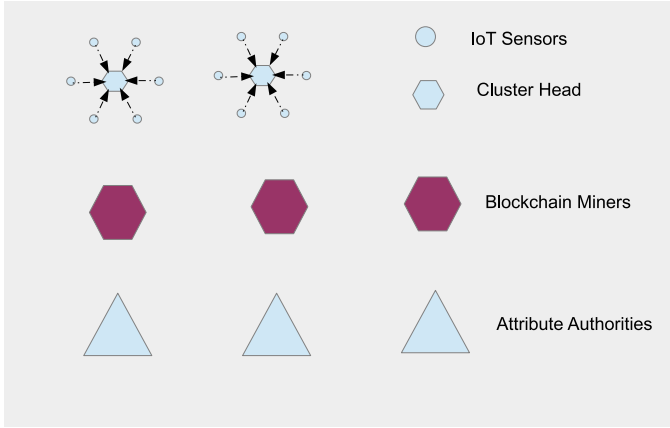 IoT Sensors
Cluster Head
Blockchain Miners
Attribute Authorities